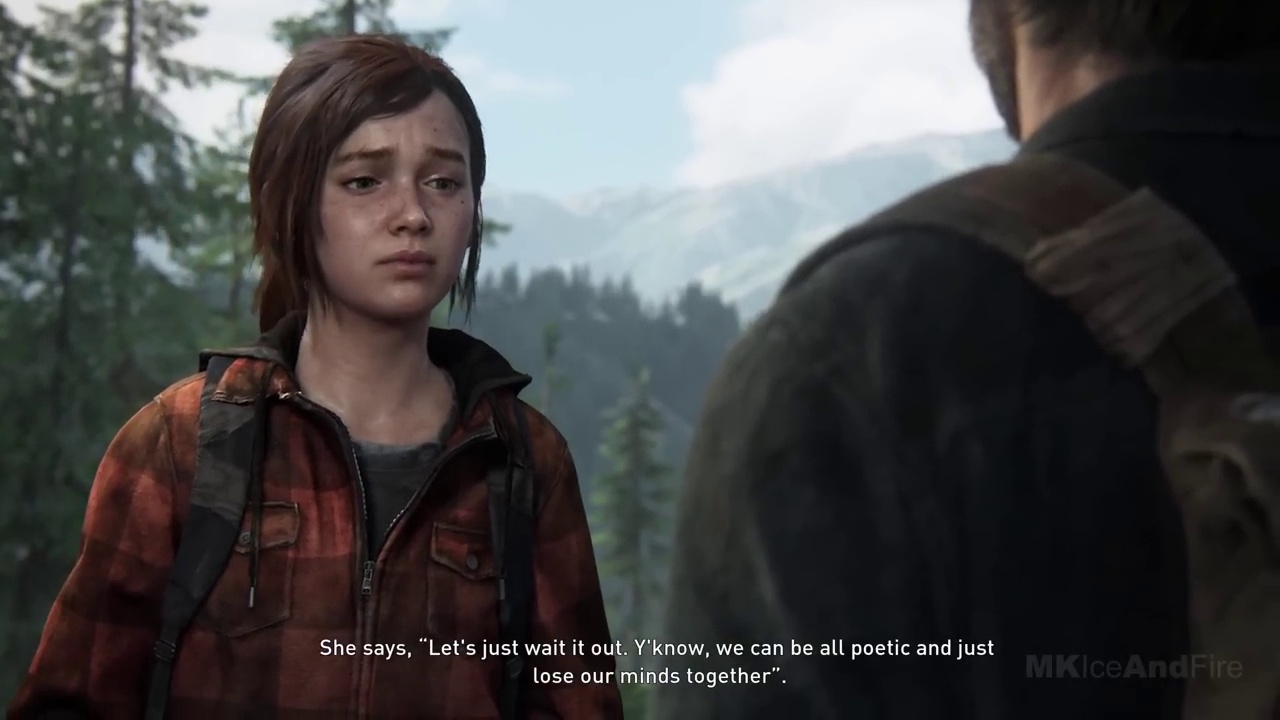 She says, “Let's just wait it out. Y'know, we can be all poetic and just
lose our minds together”.
MKIceAndFire